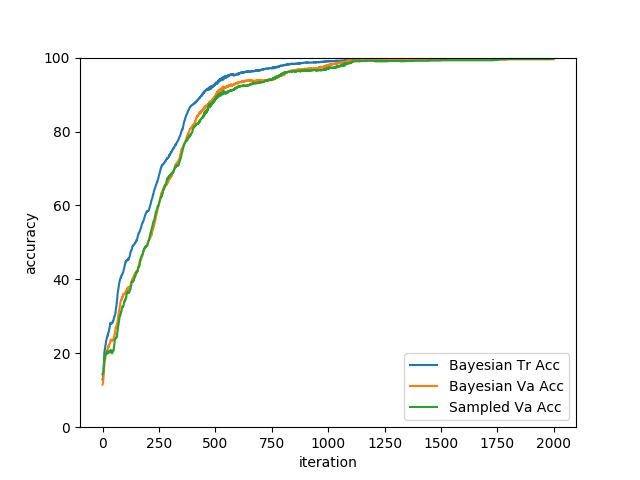 100
80
60
40
20
0
accuracy
0 250 500 750 1000 1250 1500 1750 2000
iteration
Bayesian Tr Acc
Bayesian Va Acc
Sampled Va Acc